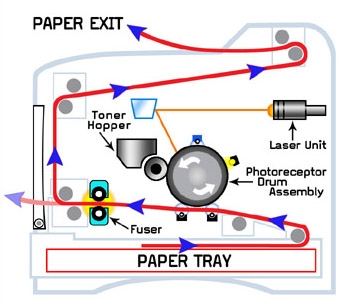 PAPER EXIT
Toner
Hopper
Laser Unit
Photoreceptor
Drum
Assembly
Fuser
PAPER TRAY